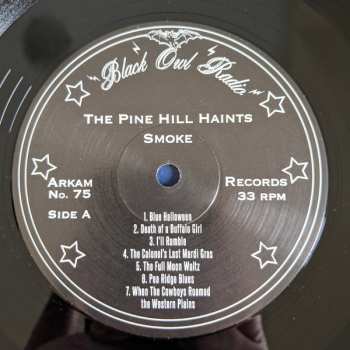 Black Owl Radio
The Pine Hill Haints
Smoke
Arkam
No. 75
Side A
Records
33 rpm
1. Blue Halloween
2. Death of a Buffalo Girl
3. I'll Ramble
4. The Colonel's Last Mardi Gras
5. The Full Moon Waltz
6. Pea Ridge Blues
7. When The Cowboys Roamed
the Western Plains